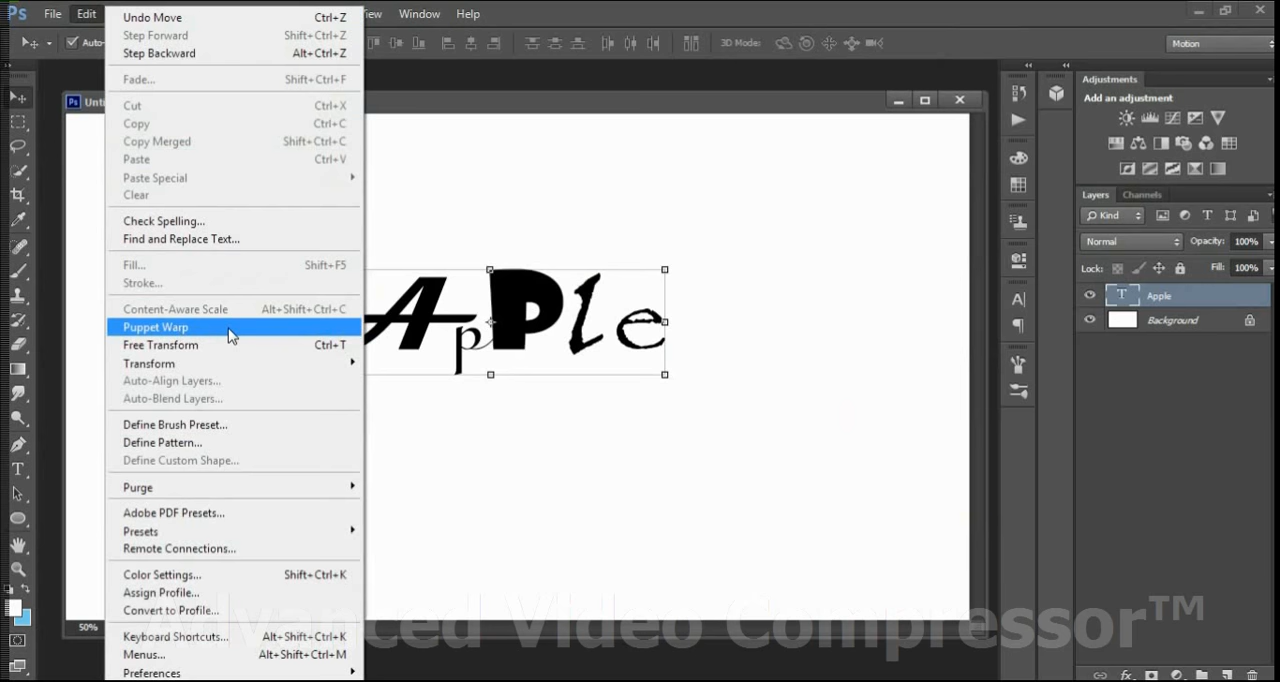 Ps File Edit View Window Help
Auto-
3D Mode:
Motion
Undo Move Ctrl+Z
Step Forward Shift+Ctrl+Z
Step Backward Alt+Ctrl+Z
Fade... Shift+Ctrl+F
Cut Ctrl+X
Copy Ctrl+C
Copy Merged Shift+Ctrl+C
Paste Ctrl+V
Paste Special
Clear
Check Spelling...
Find and Replace Text...
Fill... Shift+F5
Stroke...
Content-Aware Scale Alt+Shift+Ctrl+C
Puppet Warp
Free Transform Ctrl+T
Transform
Auto-Align Layers...
Auto-Blend Layers...
Define Brush Preset...
Define Pattern...
Define Custom Shape...
Purge
Adobe PDF Presets...
Presets
Remote Connections...
Color Settings... Shift+Ctrl+K
Assign Profile...
Convert to Profile...
Keyboard Shortcuts... Alt+Shift+Ctrl+K
Menus... Alt+Shift+Ctrl+M
Preferences
Ps Unti
ApPle
50%
Adjustments
Add an adjustment
Layers Channels
Kind
Normal Opacity: 100%
Lock: Fill: 100%
T Apple
Background
Advanced Video Compressor™